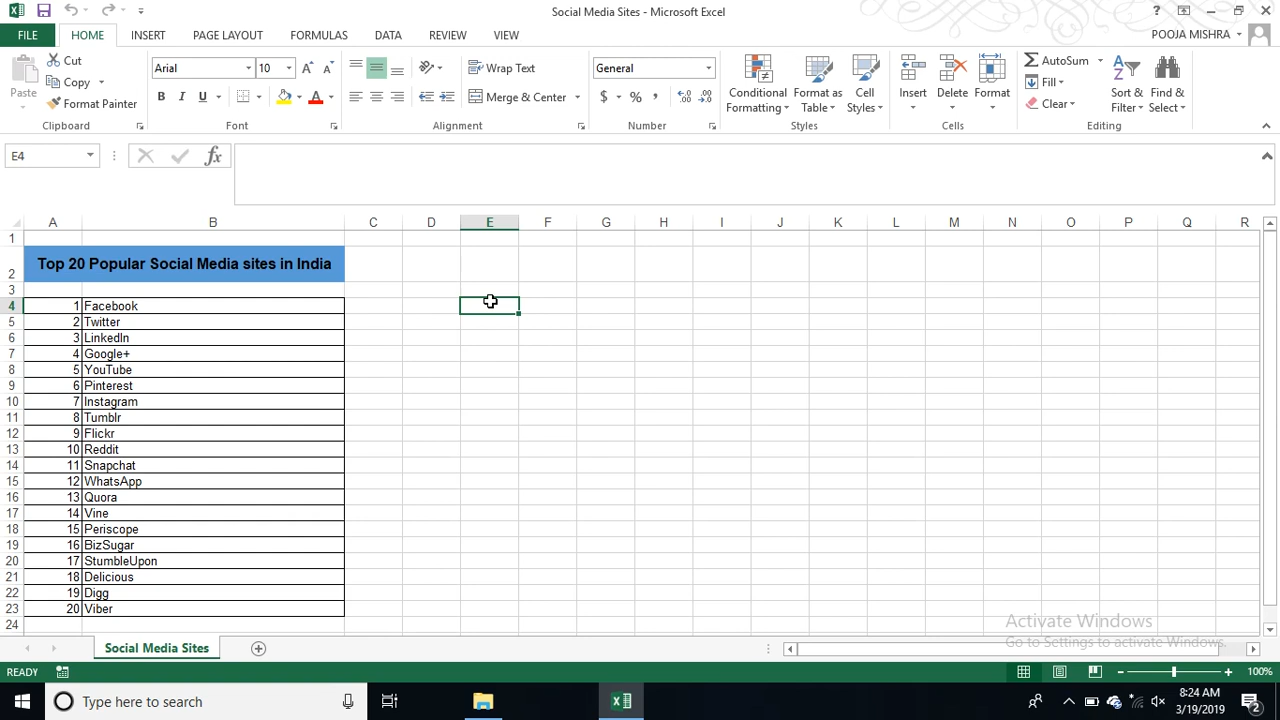 Social Media Sites - Microsoft Excel
FILE HOME INSERT PAGE LAYOUT FORMULAS DATA REVIEW VIEW POOJA MISHRA
Paste Cut Copy Format Painter Clipboard
Arial 10 B I U A Font
Wrap Text Merge & Center Alignment
General $ % , Number
Conditional Formatting Format as Table Cell Styles Styles
Insert Delete Format Cells
AutoSum Fill Clear Sort & Filter Find & Select Editing
E4 fx
A B C D E F G H I J K L M N O P Q R
1
2 Top 20 Popular Social Media sites in India
3
4 1 Facebook
5 2 Twitter
6 3 LinkedIn
7 4 Google+
8 5 YouTube
9 6 Pinterest
10 7 Instagram
11 8 Tumblr
12 9 Flickr
13 10 Reddit
14 11 Snapchat
15 12 WhatsApp
16 13 Quora
17 14 Vine
18 15 Periscope
19 16 BizSugar
20 17 StumbleUpon
21 18 Delicious
22 19 Digg
23 20 Viber
24
Activate Windows
Go to Settings to activate Windows.
Social Media Sites
READY 100%
Type here to search 8:24 AM
3/19/2019 2